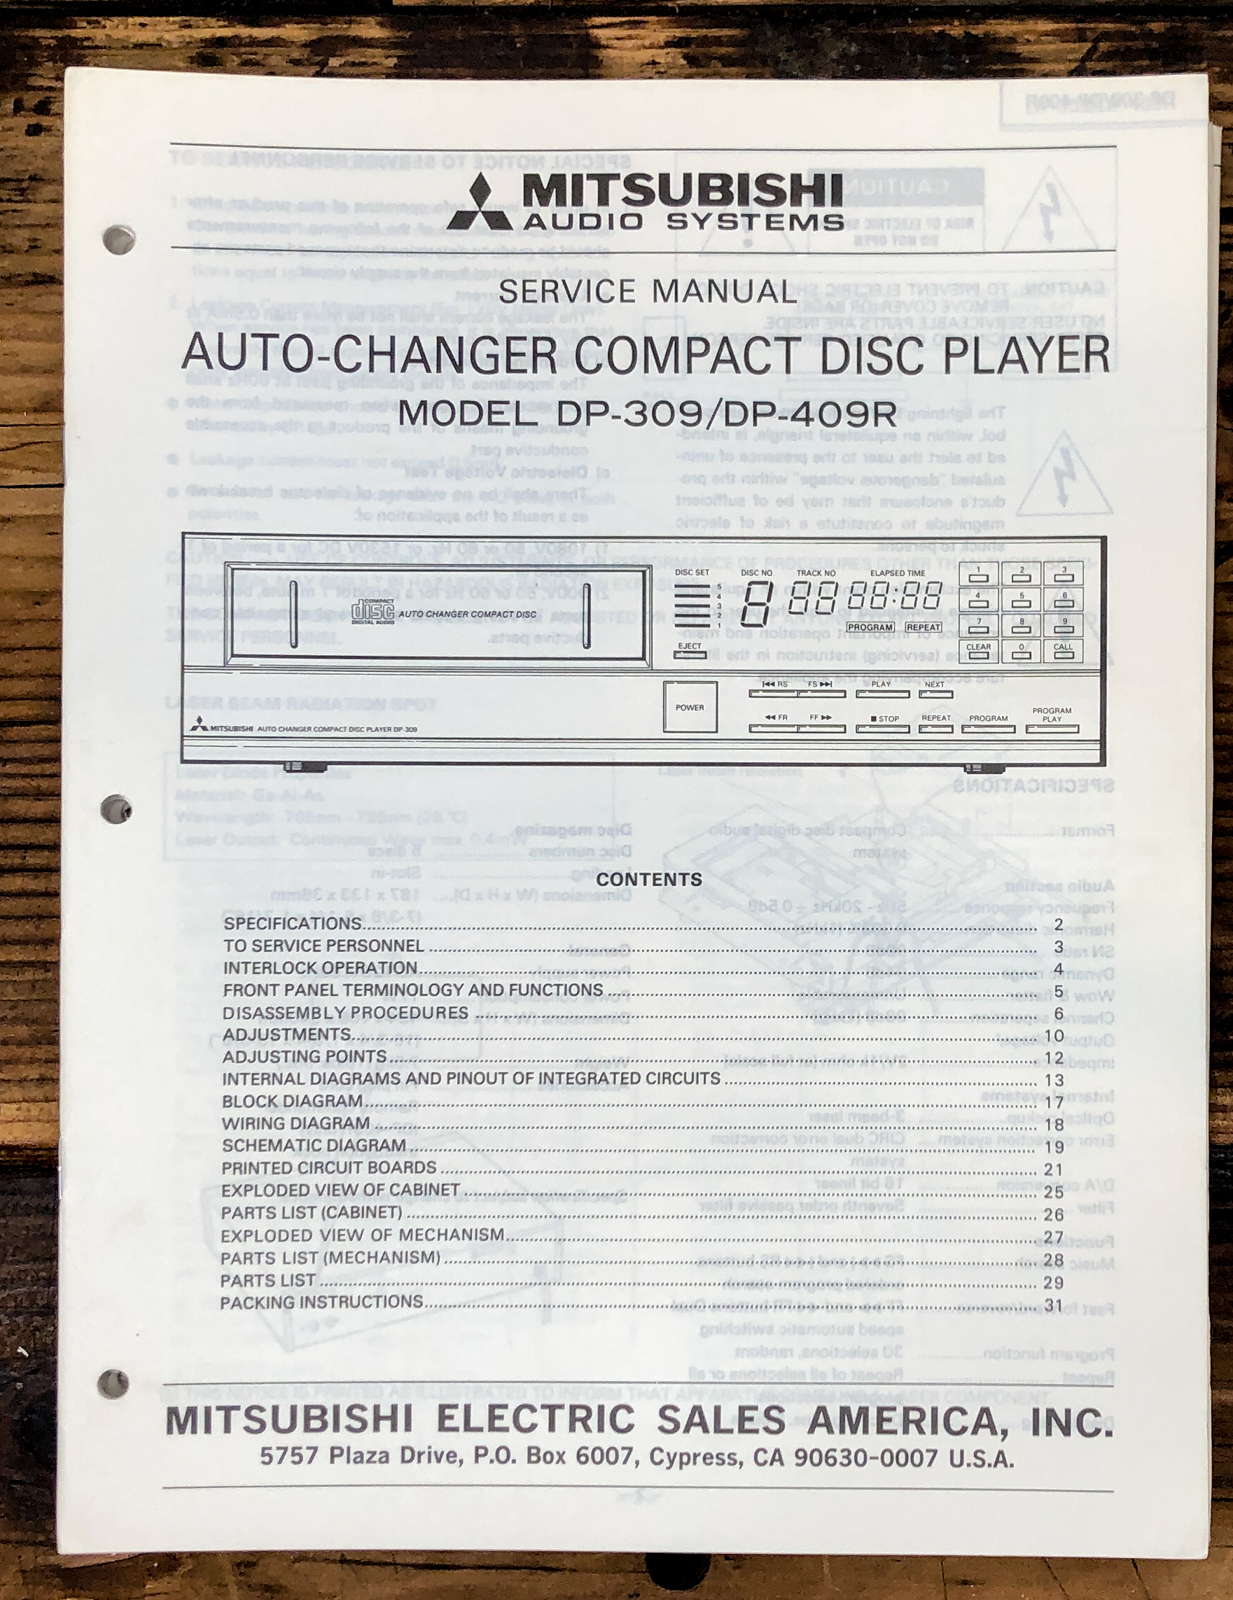 MITSUBISHI
AUDIO SYSTEMS
SERVICE MANUAL
AUTO-CHANGER COMPACT DISC PLAYER
MODEL DP-309/DP-409R
DISC SET
DISC NO
TRACK NO
ELAPSED TIME
5
4
3
2
1
1 2 3
4 5 6
7 8 9
CLEAR 0 CALL
COMPACT
disc
DIGITAL AUDIO
AUTO CHANGER COMPACT DISC
PROGRAM
REPEAT
EJECT
POWER
I◀◀ RS
FS ▶▶I
PLAY
NEXT
◀◀ FR
FF ▶▶
■ STOP
REPEAT
PROGRAM
PROGRAM
PLAY
MITSUBISHI AUTO CHANGER COMPACT DISC PLAYER DP-309
CONTENTS
SPECIFICATIONS.......... 2
TO SERVICE PERSONNEL.......... 3
INTERLOCK OPERATION.......... 4
FRONT PANEL TERMINOLOGY AND FUNCTIONS.......... 5
DISASSEMBLY PROCEDURES.......... 6
ADJUSTMENTS.......... 10
ADJUSTING POINTS.......... 12
INTERNAL DIAGRAMS AND PINOUT OF INTEGRATED CIRCUITS.......... 13
BLOCK DIAGRAM.......... 17
WIRING DIAGRAM.......... 18
SCHEMATIC DIAGRAM.......... 19
PRINTED CIRCUIT BOARDS.......... 21
EXPLODED VIEW OF CABINET.......... 25
PARTS LIST (CABINET).......... 26
EXPLODED VIEW OF MECHANISM.......... 27
PARTS LIST (MECHANISM).......... 28
PARTS LIST.......... 29
PACKING INSTRUCTIONS.......... 31
MITSUBISHI ELECTRIC SALES AMERICA, INC.
5757 Plaza Drive, P.O. Box 6007, Cypress, CA 90630-0007 U.S.A.